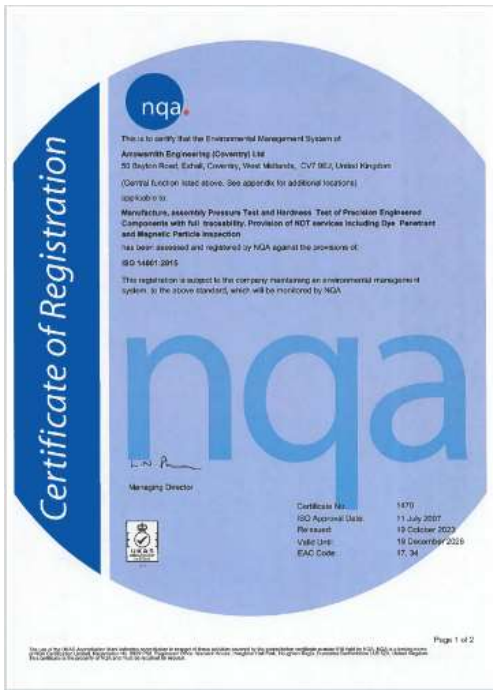 Certificate of Registration
nqa.
This is to certify that the Environmental Management System of:
Arrowsmith Engineering (Coventry) Ltd
50 Bayton Road, Exhall, Coventry, West Midlands, CV7 9EJ, United Kingdom
(Central function listed above. See appendix for additional locations)
applicable to:
Manufacture, assembly Pressure Test and Hardness Test of Precision Engineered
Components with full traceability. Provision of NDT services including Dye Penetrant
and Magnetic Particle Inspection
has been assessed and registered by NQA against the provisions of:
ISO 14001:2015
This registration is subject to the company maintaining an environmental management
system, to the above standard, which will be monitored by NQA
nqa
Managing Director
Certificate No. 1470
ISO Approval Date: 11 July 2007
Reissued: 19 October 2023
Valid Until: 19 December 2026
EAC Code: 17, 34
UKAS
Page 1 of 2